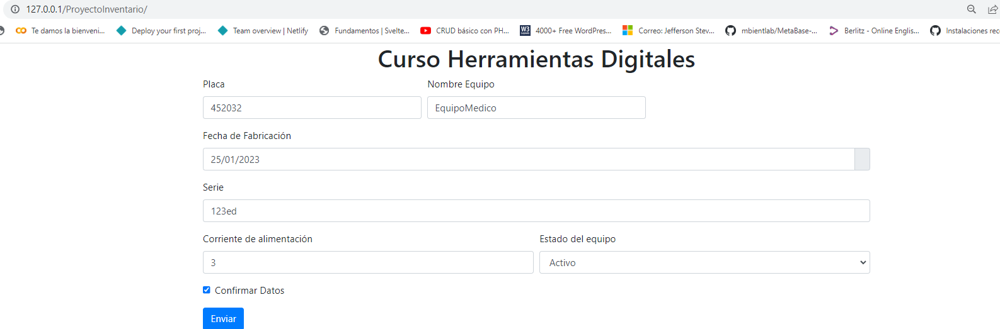 127.0.0.1/ProyectoInventario/
Te damos la bienveni... Deploy your first proj... Team overview | Netlify Fundamentos | Svelte... CRUD básico con PH... W3 4000+ Free WordPres... Correo: Jefferson Stev... mbientlab/MetaBase-... Berlitz - Online Englis... Instalaciones rec
Curso Herramientas Digitales
Placa Nombre Equipo
452032 EquipoMedico
Fecha de Fabricación
25/01/2023
Serie
123ed
Corriente de alimentación Estado del equipo
3 Activo
Confirmar Datos
Enviar